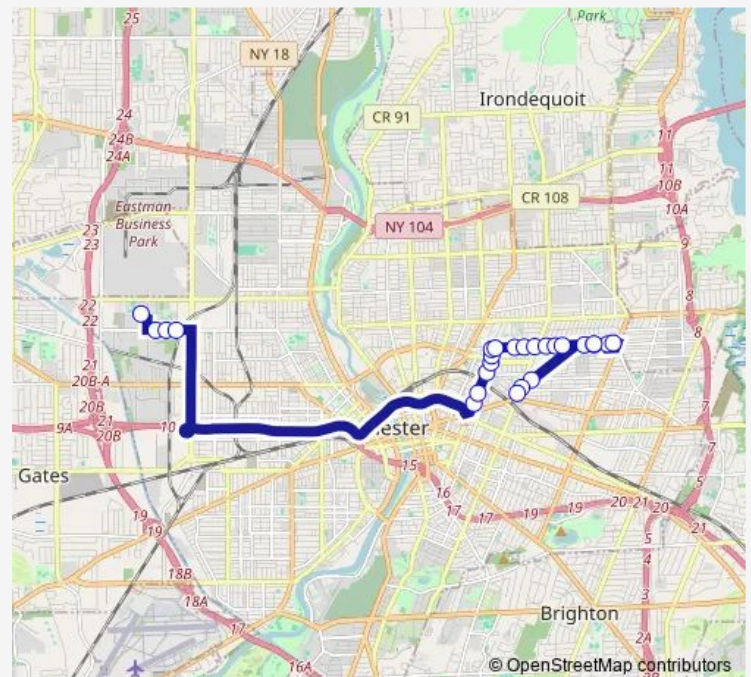 Park
25
NY 18
Irondequoit
CR 91
24
24B
24A
11
11
10B
10A
CR 108
Eastman
Business
Park
NY 104
23
23
9
22
22
8
8
21
20B-A
20B
21
20B
9A
10
ester
7
7
15
Gates
16
17
17
19
19
20
21
20
21
19
19
5
5
18B
18A
4
3
Brighton
17
2A
16A
© OpenStreetMap contributors